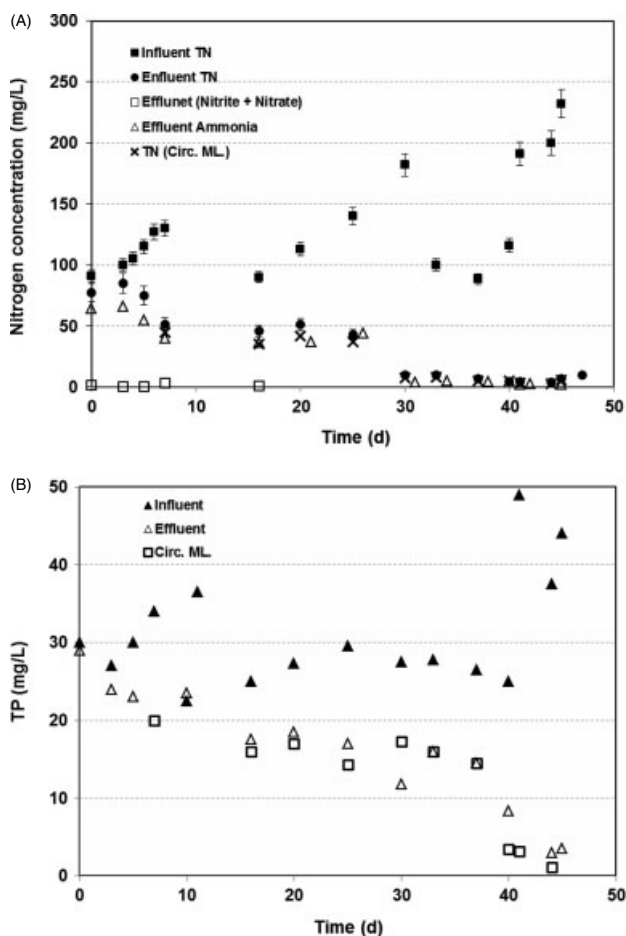 (A)
300
250
200
150
100
50
0
Nitrogen concentration (mg/L)
Influent TN
Enfluent TN
Efflunet (Nitrite + Nitrate)
Effluent Ammonia
TN (Circ. ML.)
0 10 20 30 40 50
Time (d)
(B)
50
40
30
20
10
0
TP (mg/L)
Influent
Effluent
Circ. ML.
0 10 20 30 40 50
Time (d)